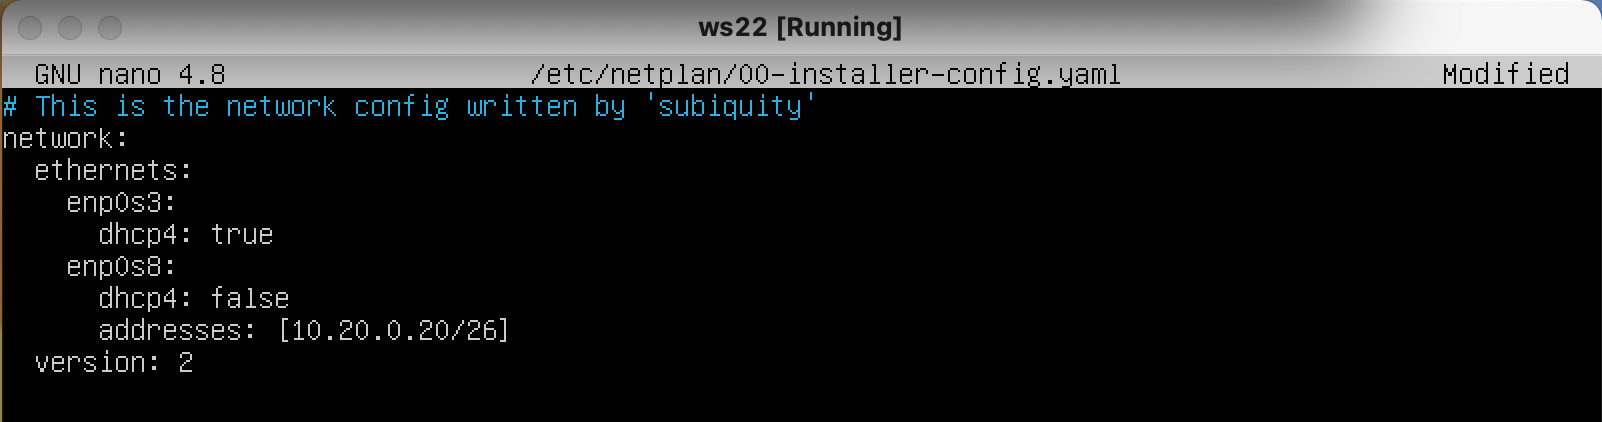 ws22 [Running]
GNU nano 4.8 /etc/netplan/00-installer-config.yaml Modified
# This is the network config written by 'subiquity'
network:
  ethernets:
    enp0s3:
      dhcp4: true
    enp0s8:
      dhcp4: false
      addresses: [10.20.0.20/26]
  version: 2